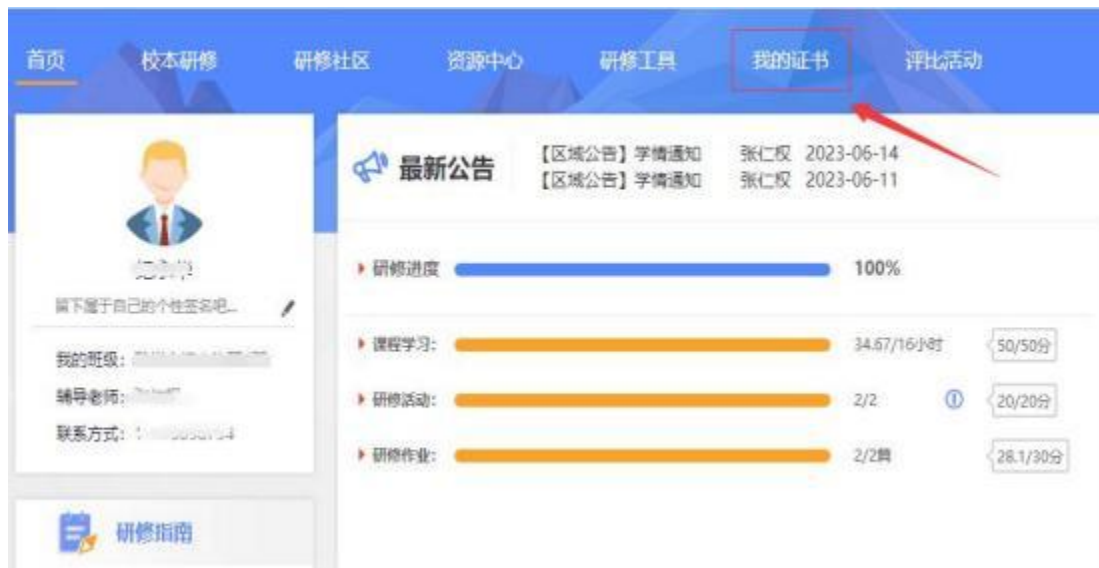 首页 校本研修 研修社区 资源中心 研修工具 我的证书 评比活动
最新公告
【区域公告】学情通知 张仁权 2023-06-14
【区域公告】学情通知 张仁权 2023-06-11
留下属于自己的个性签名吧...
我的班级：
辅导老师：
联系方式：
研修进度 100%
课程学习： 34.67/16小时 50/50分
研修活动： 2/2 20/20分
研修作业： 2/2篇 28.1/30分
研修指南